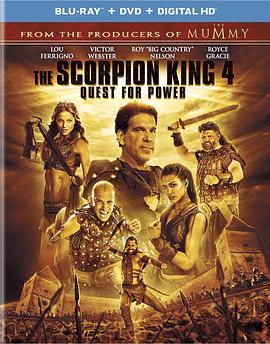 BLU-RAY + DVD + DIGITAL HD
FROM THE PRODUCERS OF THE MUMMY
LOU FERRIGNO
VICTOR WEBSTER
ROY "BIG COUNTRY" NELSON
ROYCE GRACIE
THE SCORPION KING 4
QUEST FOR POWER